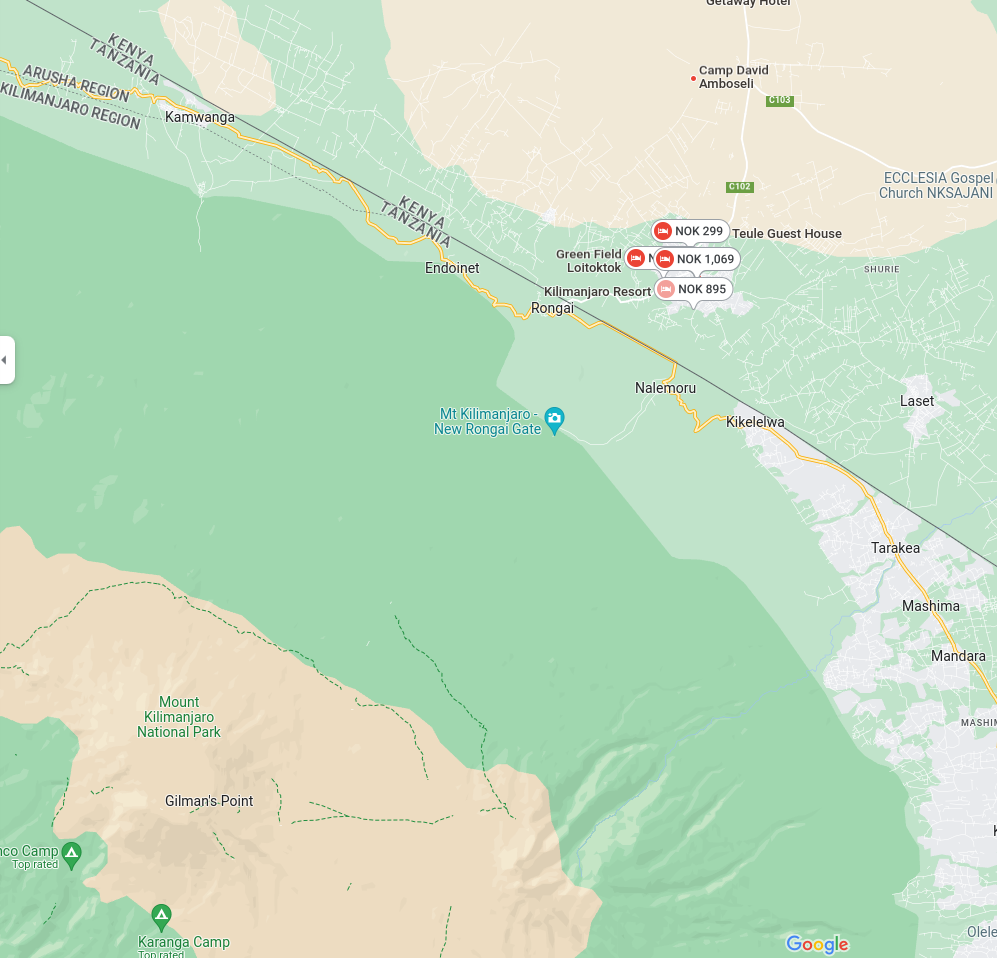 Getaway Hotel
KENYA
TANZANIA
Camp David
Amboseli
ARUSHA REGION
KILIMANJARO REGION
C103
Kamwanga
ECCLESIA Gospel
Church NKSAJANI
C102
KENYA
TANZANIA
NOK 299
Teule Guest House
Green Field
Loitoktok
N
NOK 1,069
Endoinet
SHURIE
Kilimanjaro Resort
NOK 895
Rongai
Nalemoru
Laset
Mt Kilimanjaro -
New Rongai Gate
Kikelelwa
Tarakea
Mashima
Mandara
Mount
Kilimanjaro
National Park
MASHIM
Gilman's Point
K
nco Camp
Top rated
Karanga Camp
Top rated
Olele
Google